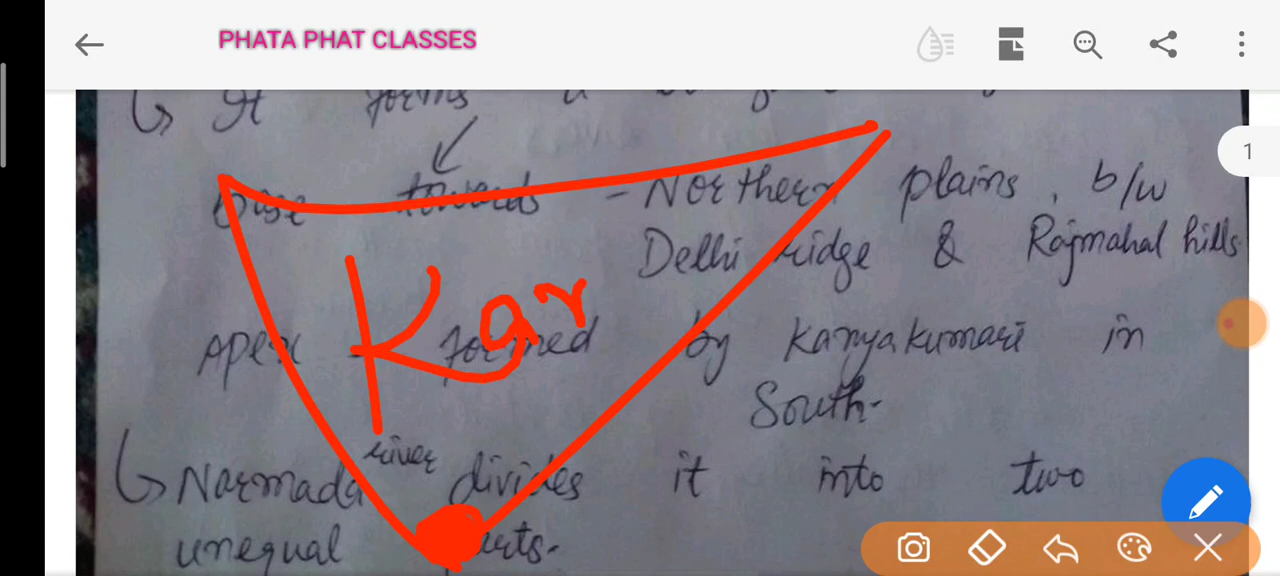 PHATA PHAT CLASSES
1
It forms
Base towards - Northern plains, b/w
Delhi ridge & Rajmahal hills
Apex - formed by Kanyakumari in
South.
Kar
Narmada river divides it into two
unequal parts.